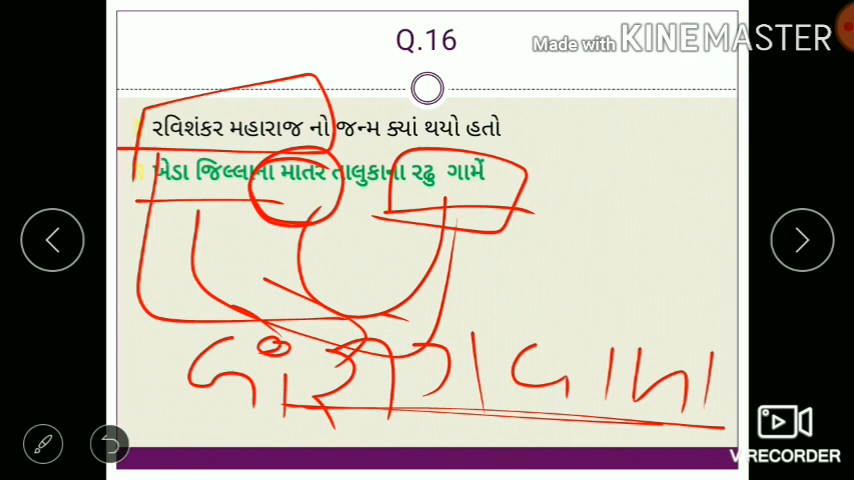 Q.16
Made with KINEMASTER
રવિશંકર મહારાજ નો જન્મ ક્યાં થયો હતો
ખેડા જિલ્લાના માતર તાલુકાના રઢુ ગામેં
VRECORDER